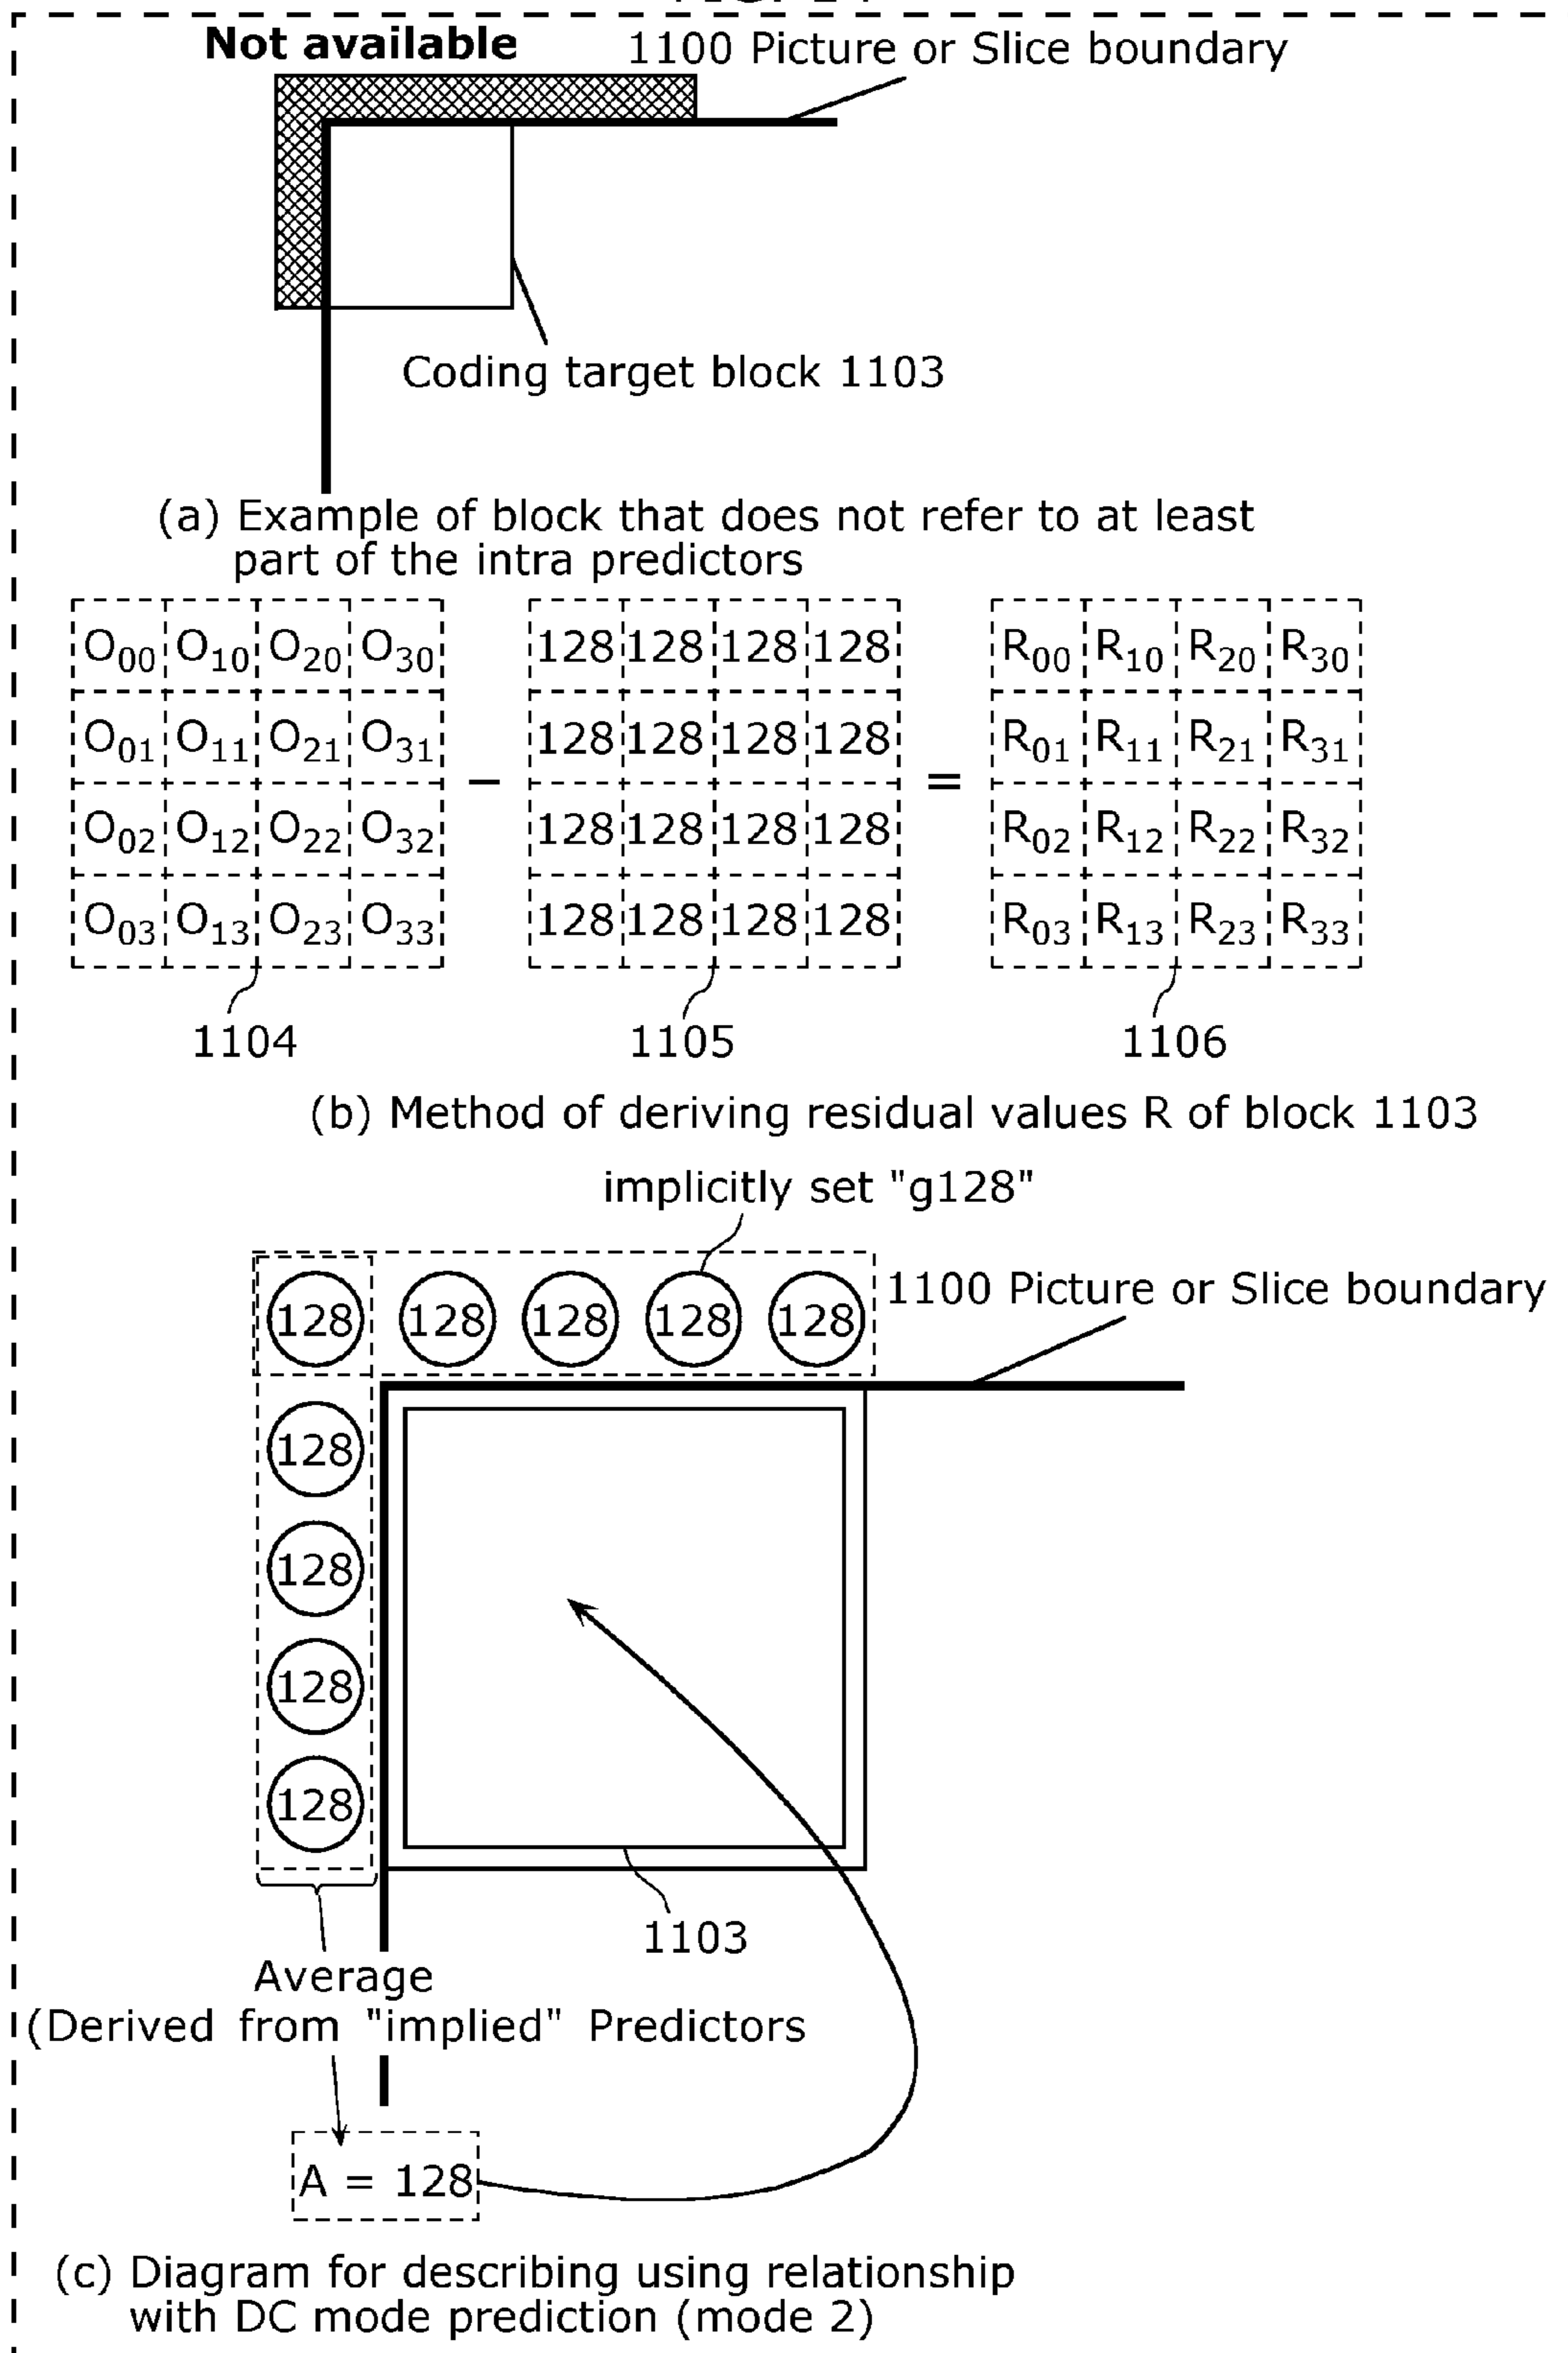 Not available
1100 Picture or Slice boundary
Coding target block 1103
(a) Example of block that does not refer to at least
part of the intra predictors
O00 O10 O20 O30 128 128 128 128 R00 R10 R20 R30
O01 O11 O21 O31 128 128 128 128 R01 R11 R21 R31
− =
O02 O12 O22 O32 128 128 128 128 R02 R12 R22 R32
O03 O13 O23 O33 128 128 128 128 R03 R13 R23 R33
1104 1105 1106
(b) Method of deriving residual values R of block 1103
implicitly set "g128"
1100 Picture or Slice boundary
128 128 128 128 128
128
128
128
128
1103
Average
(Derived from "implied" Predictors
A = 128
(c) Diagram for describing using relationship
with DC mode prediction (mode 2)